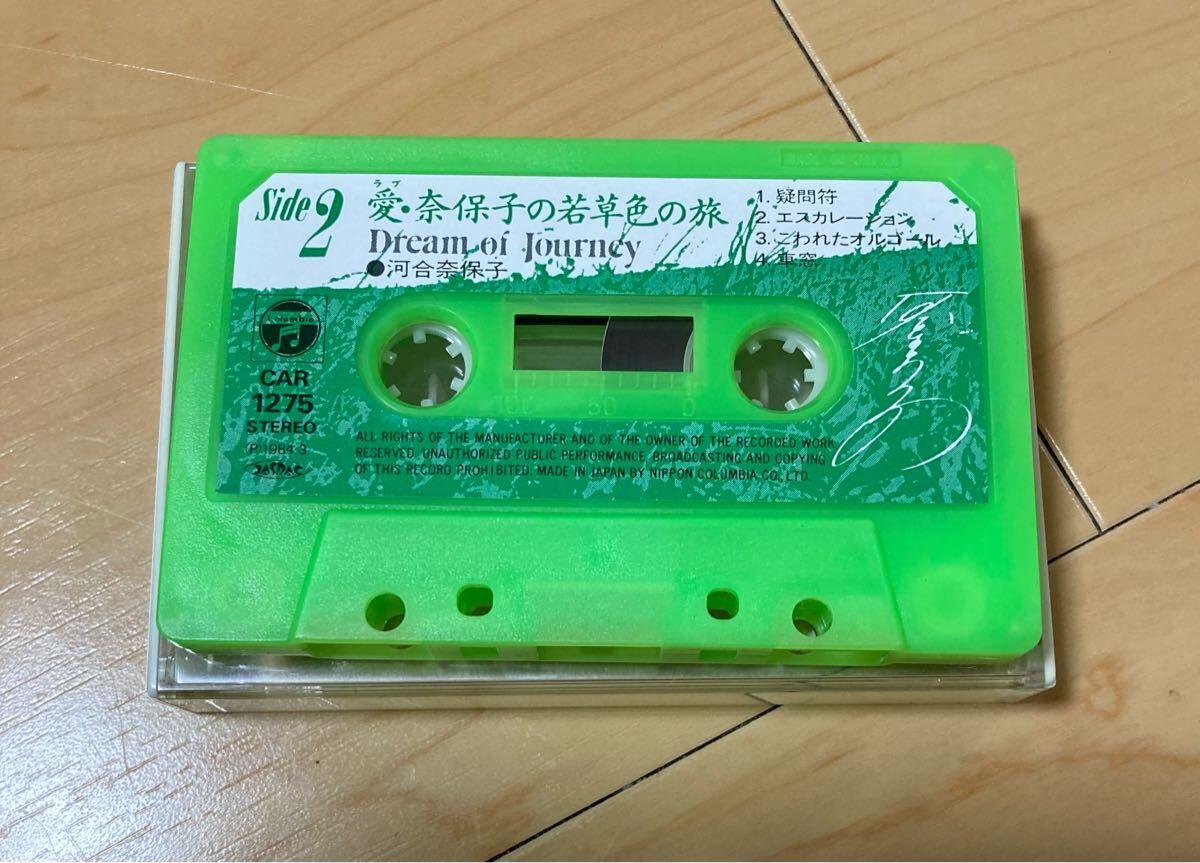 Side 2
ラブ
愛・奈保子の若草色の旅
Dream of Journey
●河合奈保子
1. 疑問符
2. エスカレーション
3. こわれたオルゴール
4. 車窓
Columbia
CAR
1275
STEREO
Ⓟ 1984·3
JASRAC
100 50 0
ALL RIGHTS OF THE MANUFACTURER AND OF THE OWNER OF THE RECORDED WORK
RESERVED. UNAUTHORIZED PUBLIC PERFORMANCE, BROADCASTING AND COPYING
OF THIS RECORD PROHIBITED. MADE IN JAPAN BY NIPPON COLUMBIA CO., LTD.